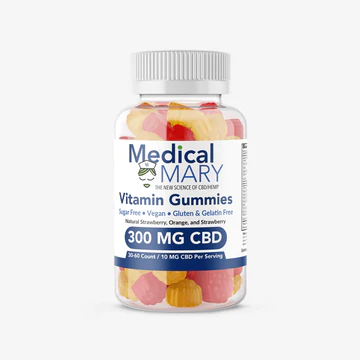 Medical
MARY
THE NEW SCIENCE OF CBD/HEMP
Vitamin Gummies
Sugar Free • Vegan • Gluten & Gelatin Free
Natural Strawberry, Orange, and Strawberry
300 MG CBD
30-60 Count / 10 MG CBD Per Serving